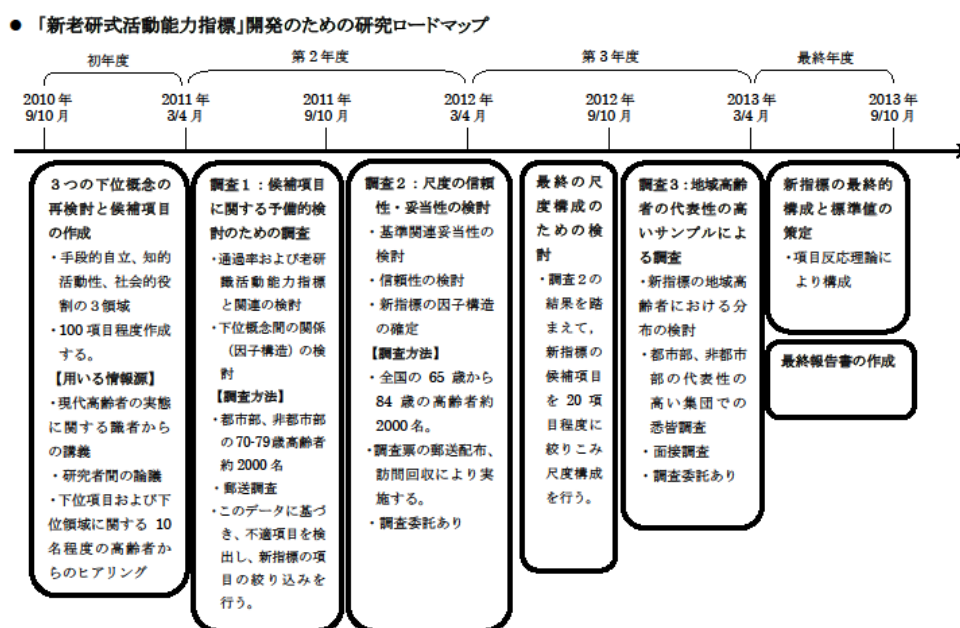 ● 「新老研式活動能力指標」開発のための研究ロードマップ
初年度
第２年度
第３年度
最終年度
2010 年
9/10 月
2011 年
3/4 月
2011 年
9/10 月
2012 年
3/4 月
2012 年
9/10 月
2013 年
3/4 月
2013 年
9/10 月
３つの下位概念の
再検討と候補項目
の作成
・手段的自立、知的
活動性、社会的役
割の３領域
・100 項目程度作成
する。
【用いる情報源】
・現代高齢者の実態
に関する識者から
の講義
・研究者間の論議
・下位項目および下
位領域に関する 10
名程度の高齢者か
らのヒアリング
調査１：候補項目
に関する予備的検
討のための調査
・通過率および老研
識活動能力指標
と関連の検討
・下位概念間の関係
（因子構造）の検
討
【調査方法】
・都市部、非都市部
の 70-79 歳高齢者
約 2000 名
・郵送調査
・このデータに基づ
き、不適項目を検
出し、新指標の項
目の絞り込みを
行う。
調査２：尺度の信頼
性・妥当性の検討
・基準関連妥当性の
検討
・信頼性の検討
・新指標の因子構造
の確定
【調査方法】
・全国の 65 歳から
84 歳の高齢者約
2000 名。
・調査票の郵送配布、
訪問回収により実
施する。
・調査委託あり
最終の尺
度構成の
ための検
討
・調査２の
結果を踏
まえて，
新指標の
候補項目
を 20 項
目程度に
絞りこみ
尺度構成
を行う。
調査３：地域高齢
者の代表性の高
いサンプルによ
る調査
・新指標の地域高
齢者における分
布の検討
・都市部、非都市
部の代表性の
高い集団での
悉皆調査
・面接調査
・調査委託あり
新指標の最終的
構成と標準値の
策定
・項目反応理論に
より構成
最終報告書の作成